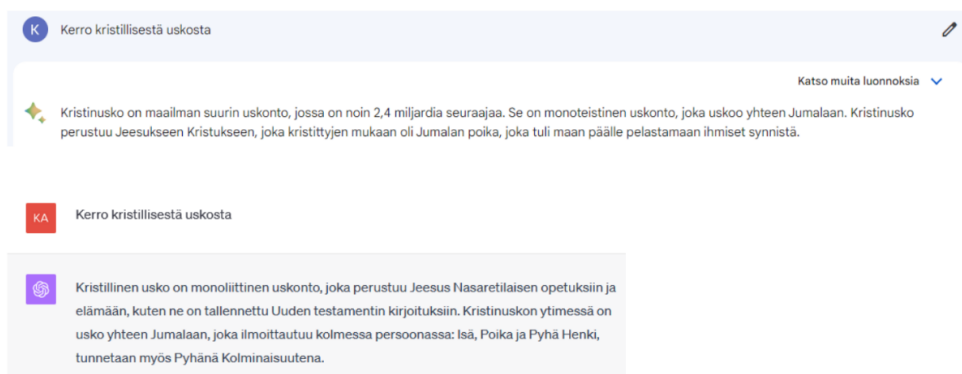 K
Kerro kristillisestä uskosta
Katso muita luonnoksia
Kristinusko on maailman suurin uskonto, jossa on noin 2,4 miljardia seuraajaa. Se on monoteistinen uskonto, joka uskoo yhteen Jumalaan. Kristinusko
perustuu Jeesukseen Kristukseen, joka kristittyjen mukaan oli Jumalan poika, joka tuli maan päälle pelastamaan ihmiset synnistä.
KA
Kerro kristillisestä uskosta
Kristillinen usko on monoliittinen uskonto, joka perustuu Jeesus Nasaretilaisen opetuksiin ja
elämään, kuten ne on tallennettu Uuden testamentin kirjoituksiin. Kristinuskon ytimessä on
usko yhteen Jumalaan, joka ilmoittautuu kolmessa persoonassa: Isä, Poika ja Pyhä Henki,
tunnetaan myös Pyhänä Kolminaisuutena.